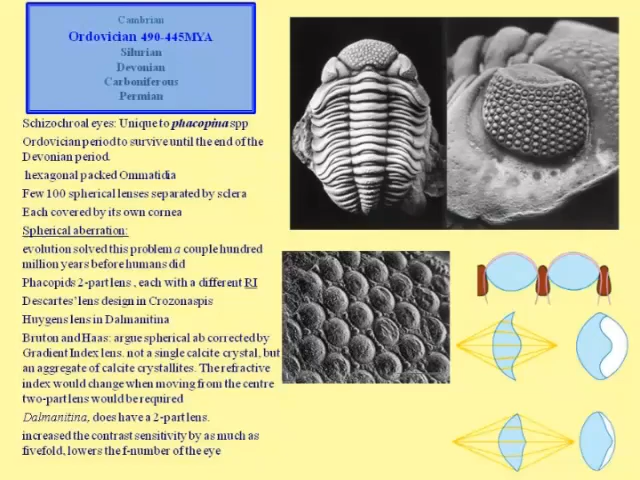 Cambrian
Ordovician 490-445MYA
Silurian
Devonian
Carboniferous
Permian
Schizochroal eyes: Unique to phacopina spp
Ordovician period to survive until the end of the
Devonian period.
hexagonal packed Ommatidia
Few 100 spherical lenses separated by sclera
Each covered by its own cornea
Spherical aberration:
evolution solved this problem a couple hundred
million years before humans did
Phacopids 2-part lens , each with a different RI
Descartes' lens design in Crozonaspis
Huygens lens in Dalmanitina
Bruton and Haas: argue spherical ab corrected by
Gradient Index lens. not a single calcite crystal, but
an aggregate of calcite crystallites. The refractive
index would change when moving from the centre
two-part lens would be required
Dalmanitina, does have a 2-part lens.
increased the contrast sensitivity by as much as
fivefold, lowers the f-number of the eye